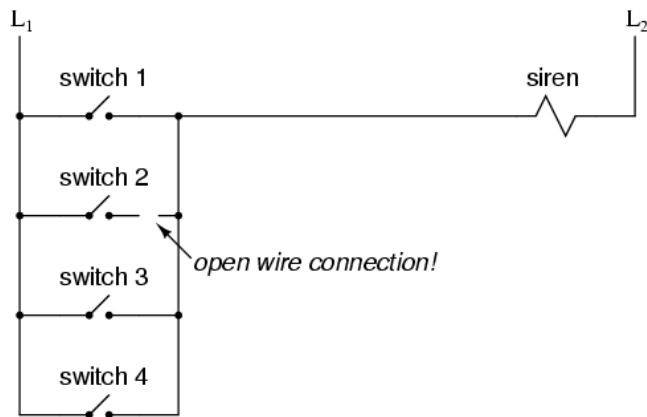 L1 L2
switch 1 siren
switch 2
open wire connection!
switch 3
switch 4